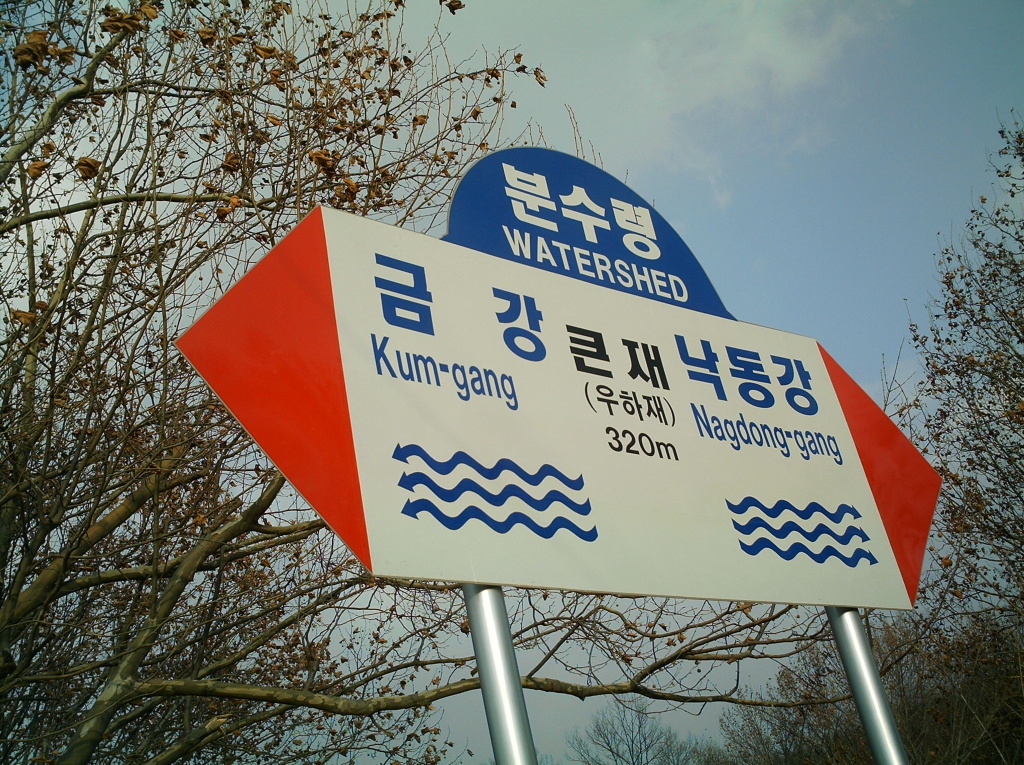 분수령
WATERSHED
금 강
Kum-gang
큰재
(우하재)
320m
낙동강
Nagdong-gang